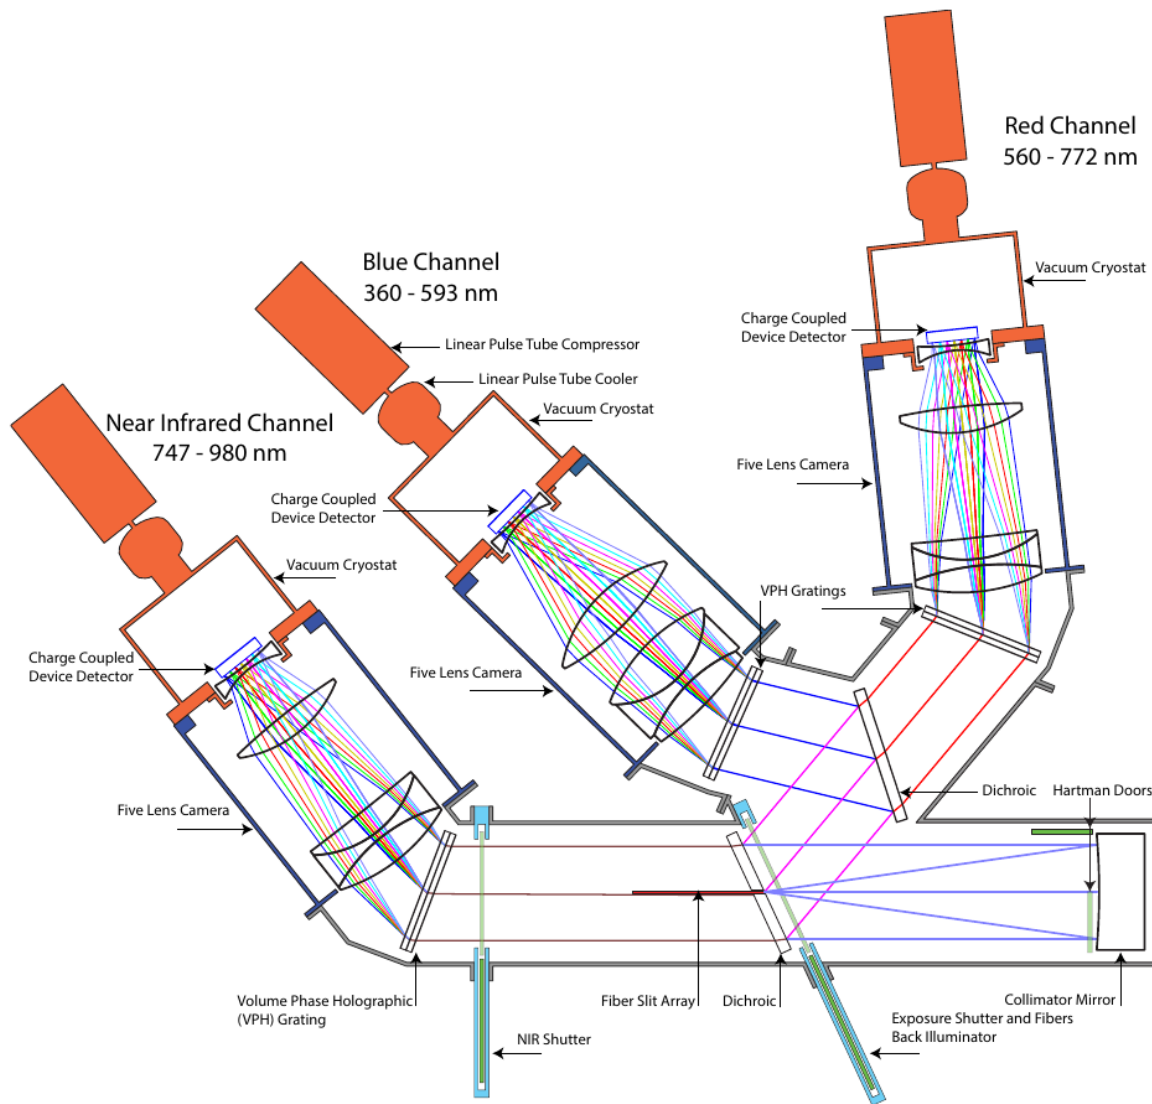 Red Channel
560 - 772 nm
Vacuum Cryostat
Charge Coupled
Device Detector
Five Lens Camera
VPH Gratings
Blue Channel
360 - 593 nm
Linear Pulse Tube Compressor
Linear Pulse Tube Cooler
Vacuum Cryostat
Charge Coupled
Device Detector
Five Lens Camera
Near Infrared Channel
747 - 980 nm
Vacuum Cryostat
Charge Coupled
Device Detector
Five Lens Camera
Dichroic
Hartman Doors
Volume Phase Holographic
(VPH) Grating
NIR Shutter
Fiber Slit Array
Dichroic
Collimator Mirror
Exposure Shutter and Fibers
Back Illuminator